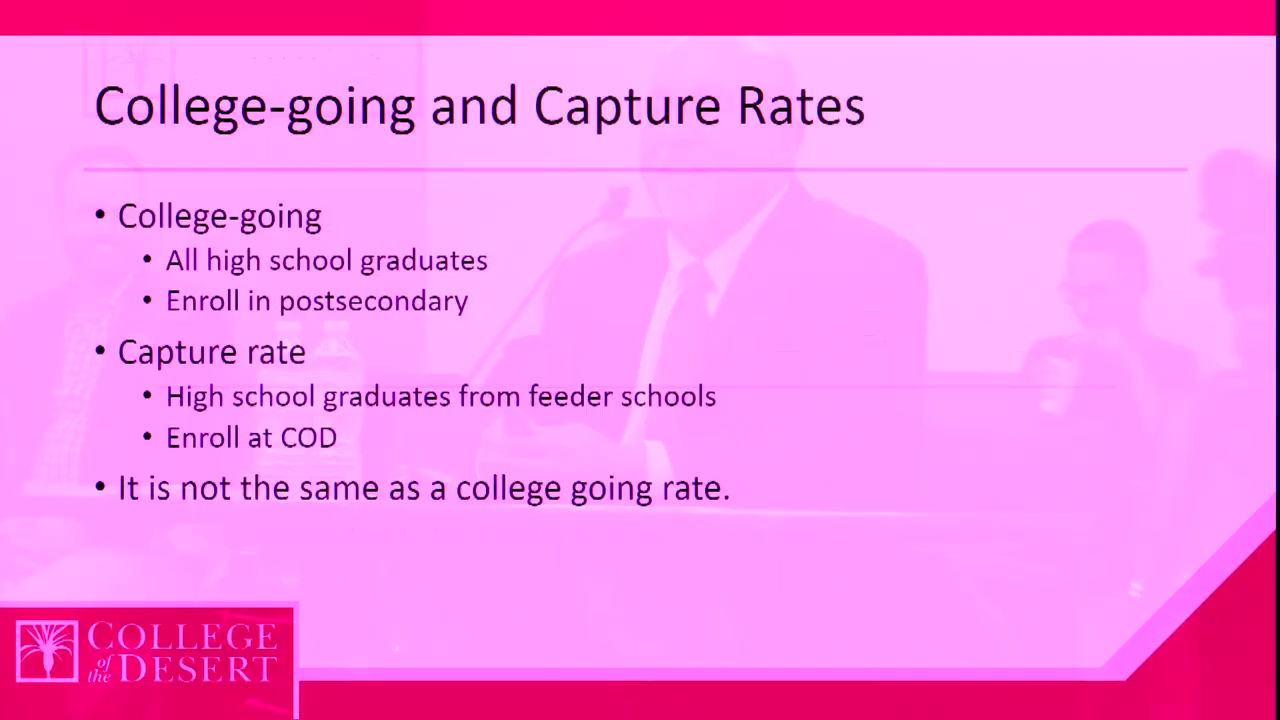 College-going and Capture Rates
• College-going
• All high school graduates
• Enroll in postsecondary
• Capture rate
• High school graduates from feeder schools
• Enroll at COD
• It is not the same as a college going rate.
COLLEGE
of the DESERT